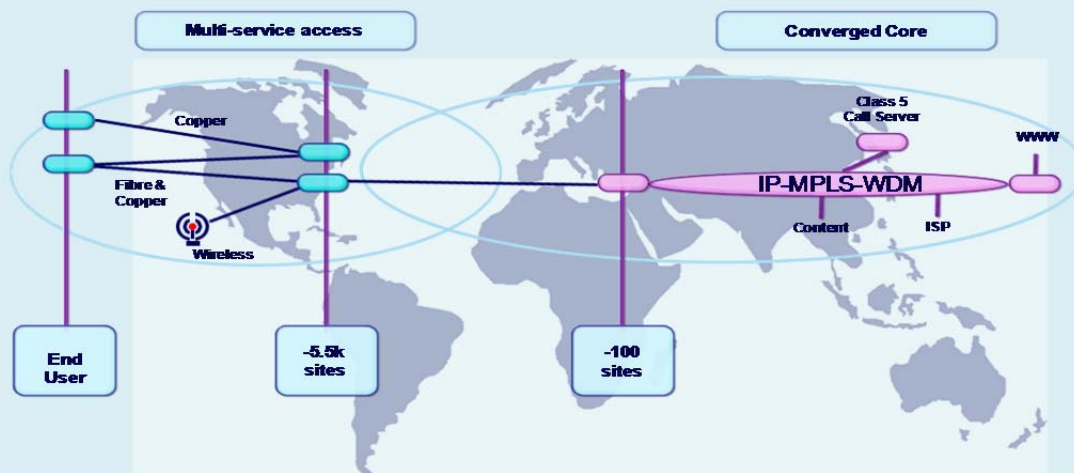 Multi-service access
Converged Core
Copper
Class 5
Call Server
WWW
Fibre &
Copper
IP-MPLS-WDM
Wireless
Content
ISP
End
User
-5.5k
sites
-100
sites